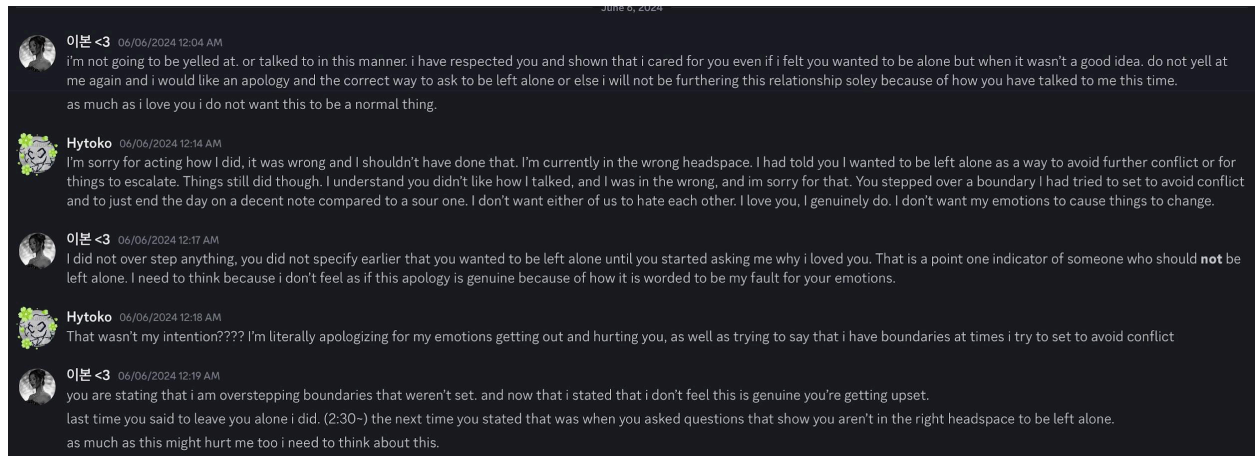 June 6, 2024
이본 <3 06/06/2024 12:04 AM
i'm not going to be yelled at. or talked to in this manner. i have respected you and shown that i cared for you even if i felt you wanted to be alone but when it wasn't a good idea. do not yell at
me again and i would like an apology and the correct way to ask to be left alone or else i will not be furthering this relationship soley because of how you have talked to me this time.
as much as i love you i do not want this to be a normal thing.
Hytoko 06/06/2024 12:14 AM
I'm sorry for acting how I did, it was wrong and I shouldn't have done that. I'm currently in the wrong headspace. I had told you I wanted to be left alone as a way to avoid further conflict or for
things to escalate. Things still did though. I understand you didn't like how I talked, and I was in the wrong, and im sorry for that. You stepped over a boundary I had tried to set to avoid conflict
and to just end the day on a decent note compared to a sour one. I don't want either of us to hate each other. I love you, I genuinely do. I don't want my emotions to cause things to change.
이본 <3 06/06/2024 12:17 AM
I did not over step anything, you did not specify earlier that you wanted to be left alone until you started asking me why i loved you. That is a point one indicator of someone who should not be
left alone. I need to think because i don't feel as if this apology is genuine because of how it is worded to be my fault for your emotions.
Hytoko 06/06/2024 12:18 AM
That wasn't my intention???? I'm literally apologizing for my emotions getting out and hurting you, as well as trying to say that i have boundaries at times i try to set to avoid conflict
이본 <3 06/06/2024 12:19 AM
you are stating that i am overstepping boundaries that weren't set. and now that i stated that i don't feel this is genuine you're getting upset.
last time you said to leave you alone i did. (2:30~) the next time you stated that was when you asked questions that show you aren't in the right headspace to be left alone.
as much as this might hurt me too i need to think about this.